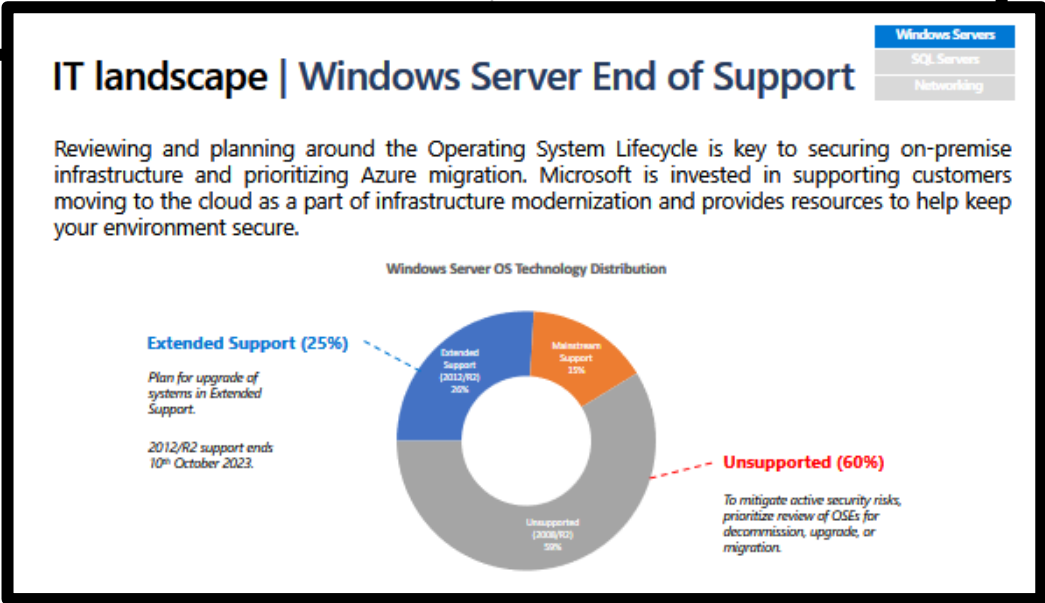 Windows Servers
SQL Servers
Networking
IT landscape | Windows Server End of Support
Reviewing and planning around the Operating System Lifecycle is key to securing on-premise
infrastructure and prioritizing Azure migration. Microsoft is invested in supporting customers
moving to the cloud as a part of infrastructure modernization and provides resources to help keep
your environment secure.
Windows Server OS Technology Distribution
Extended Support (25%)
Plan for upgrade of
systems in Extended
Support.
2012/R2 support ends
10th October 2023.
Extended
Support
(2012/R2)
26%
Mainstream
Support
15%
Unsupported
(2008/R2)
59%
Unsupported (60%)
To mitigate active security risks,
prioritize review of OSEs for
decommission, upgrade, or
migration.